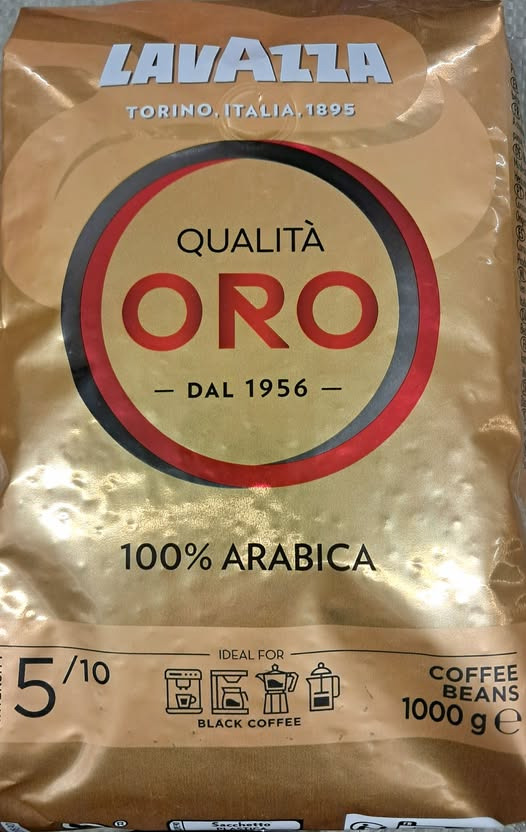 LAVAZZA
TORINO, ITALIA, 1895
QUALITÀ
ORO
— DAL 1956 —
100% ARABICA
5/10
IDEAL FOR
BLACK COFFEE
COFFEE
BEANS
1000 g e
Sacchetto